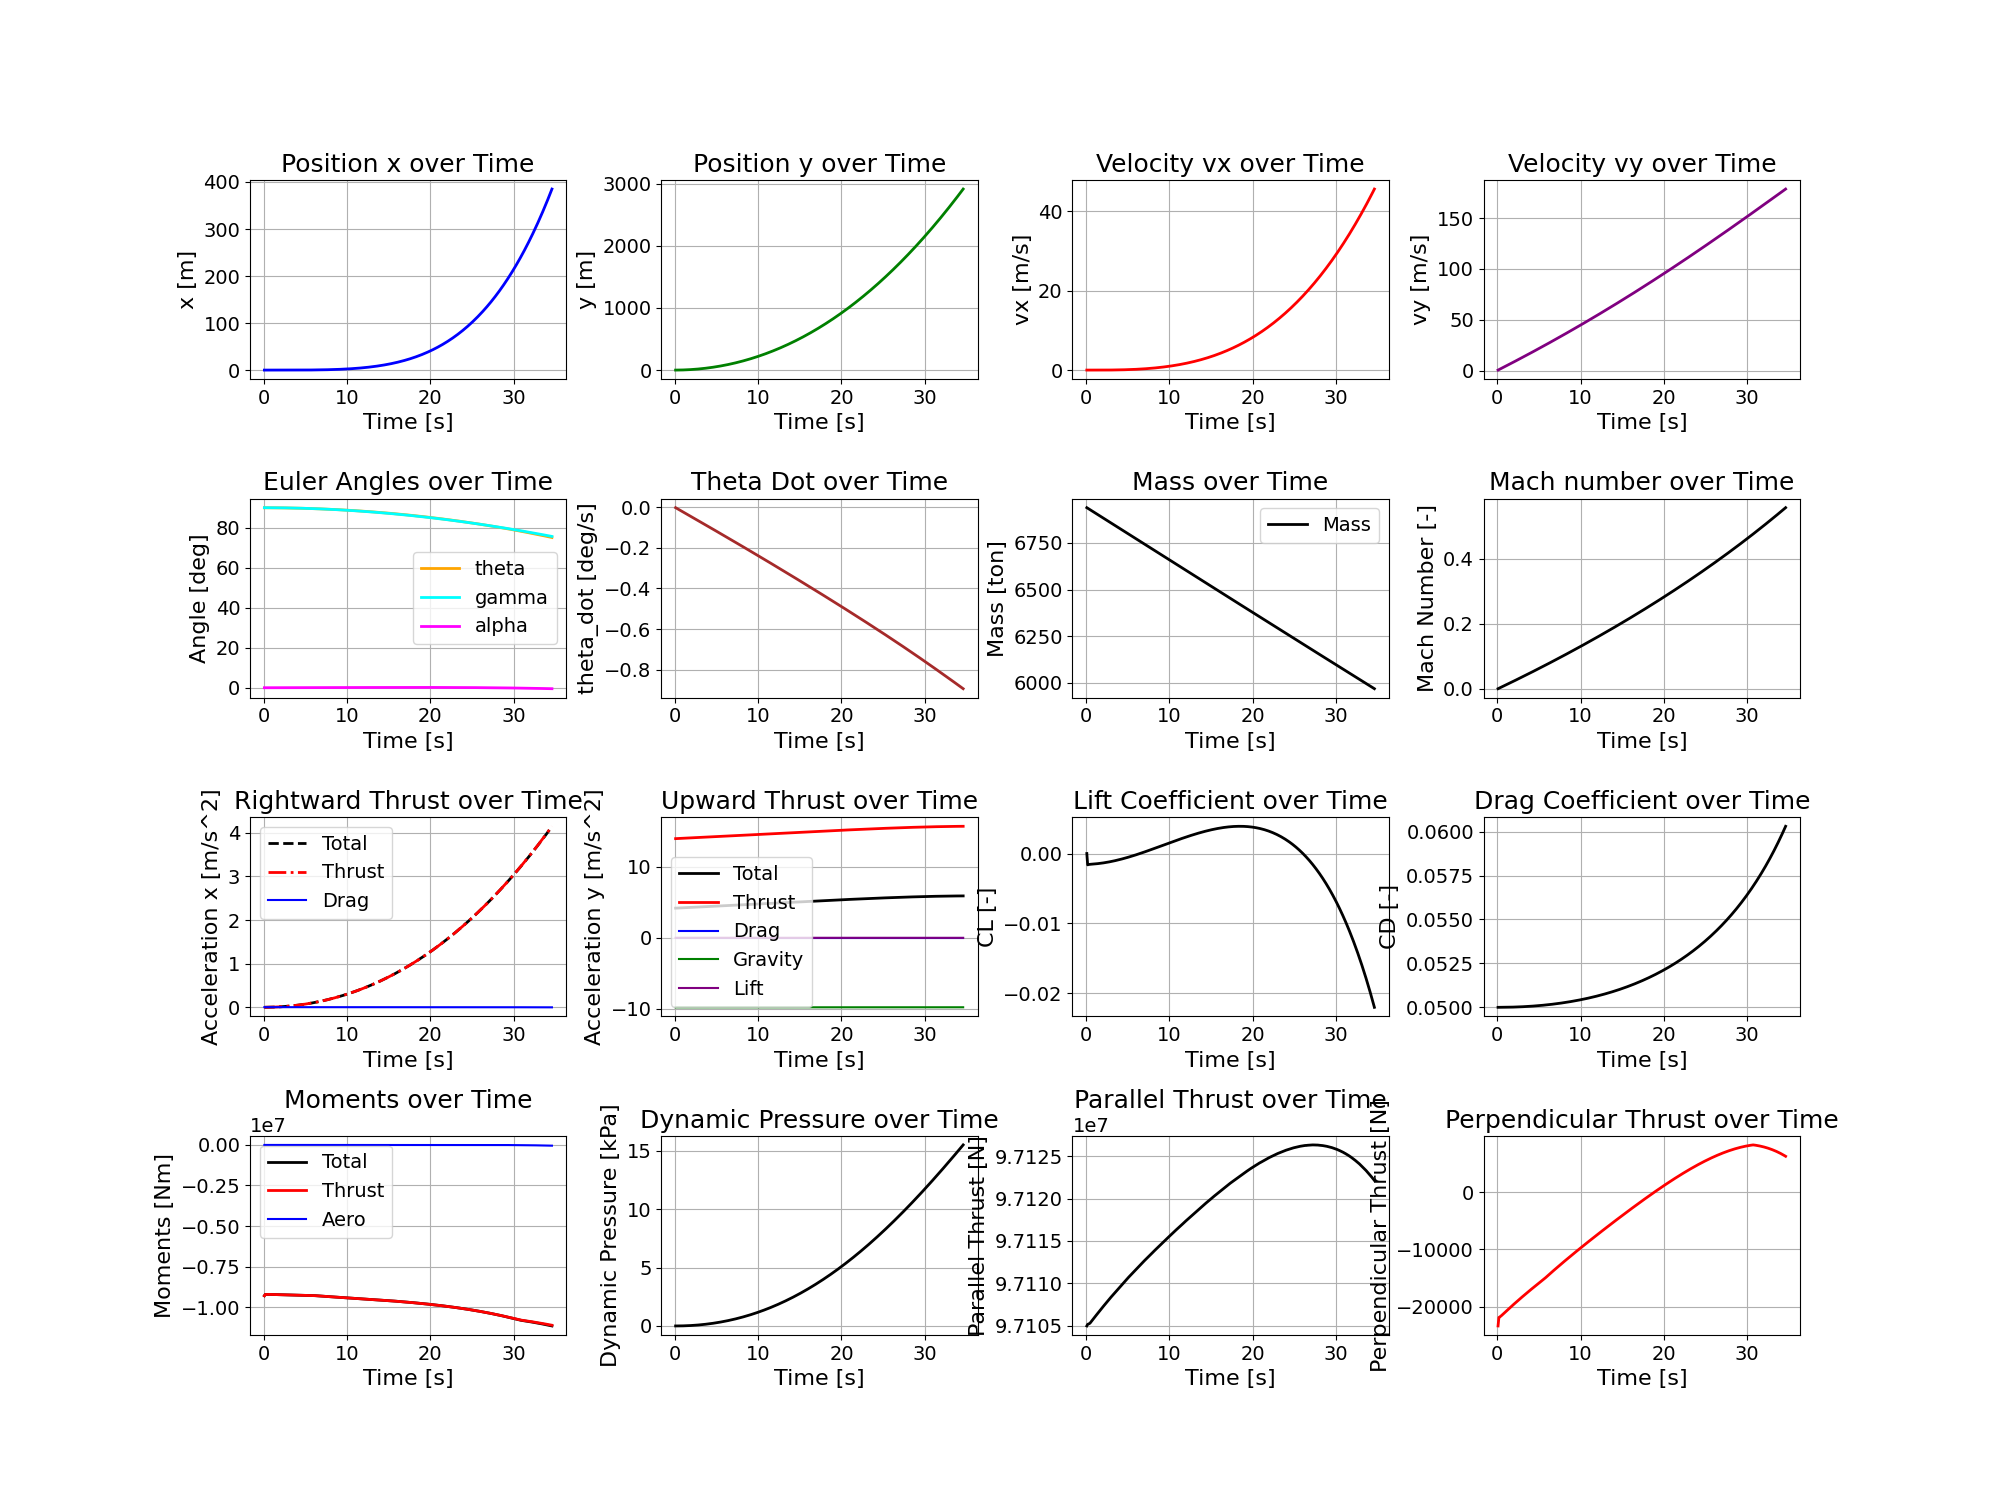 Position x over Time
x [m]
400
300
200
100
0
0 10 20 30
Time [s]
Position y over Time
y [m]
3000
2000
1000
0
0 10 20 30
Time [s]
Velocity vx over Time
vx [m/s]
40
20
0
0 10 20 30
Time [s]
Velocity vy over Time
vy [m/s]
150
100
50
0
0 10 20 30
Time [s]
Euler Angles over Time
Angle [deg]
80
60
40
20
0
theta
gamma
alpha
0 10 20 30
Time [s]
Theta Dot over Time
theta_dot [deg/s]
0.0
−0.2
−0.4
−0.6
−0.8
0 10 20 30
Time [s]
Mass over Time
Mass [ton]
6750
6500
6250
6000
Mass
0 10 20 30
Time [s]
Mach number over Time
Mach Number [-]
0.4
0.2
0.0
0 10 20 30
Time [s]
Rightward Thrust over Time
Acceleration x [m/s^2]
4
3
2
1
0
Total
Thrust
Drag
0 10 20 30
Time [s]
Upward Thrust over Time
Acceleration y [m/s^2]
10
0
−10
Total
Thrust
Drag
Gravity
Lift
0 10 20 30
Time [s]
Lift Coefficient over Time
CL [-]
0.00
−0.01
−0.02
0 10 20 30
Time [s]
Drag Coefficient over Time
CD [-]
0.0600
0.0575
0.0550
0.0525
0.0500
0 10 20 30
Time [s]
Moments over Time
1e7
Moments [Nm]
0.00
−0.25
−0.50
−0.75
−1.00
Total
Thrust
Aero
0 10 20 30
Time [s]
Dynamic Pressure over Time
Dynamic Pressure [kPa]
15
10
5
0
0 10 20 30
Time [s]
Parallel Thrust over Time
1e7
Parallel Thrust [N]
9.7125
9.7120
9.7115
9.7110
9.7105
0 10 20 30
Time [s]
Perpendicular Thrust over Time
Perpendicular Thrust [N]
0
−10000
−20000
0 10 20 30
Time [s]